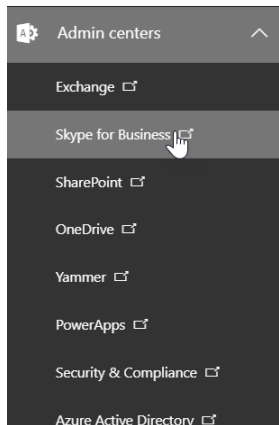 Admin centers
Exchange
Skype for Business
SharePoint
OneDrive
Yammer
PowerApps
Security & Compliance
Azure Active Directory